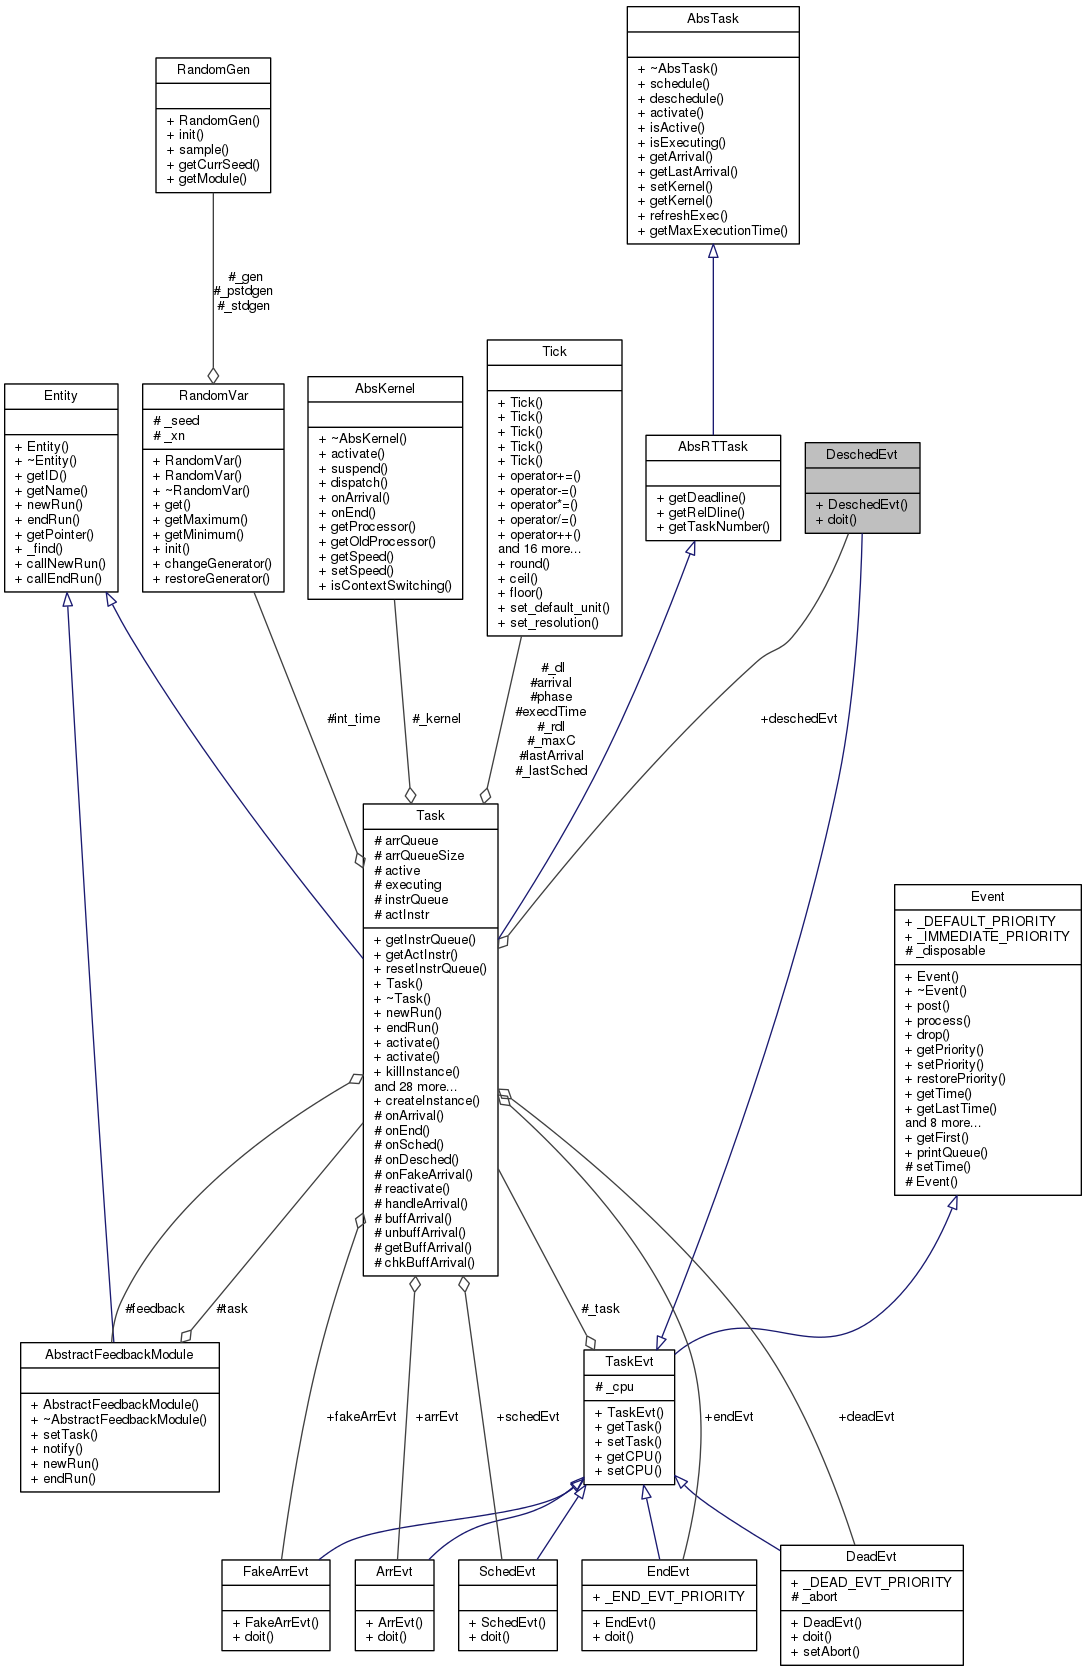 AbsTask
+ ~AbsTask()
+ schedule()
+ deschedule()
+ activate()
+ isActive()
+ isExecuting()
+ getArrival()
+ getLastArrival()
+ setKernel()
+ getKernel()
+ refreshExec()
+ getMaxExecutionTime()
RandomGen
+ RandomGen()
+ init()
+ sample()
+ getCurrSeed()
+ getModule()
#_gen
#_pstdgen
#_stdgen
Entity
+ Entity()
+ ~Entity()
+ getID()
+ getName()
+ newRun()
+ endRun()
+ getPointer()
+ _find()
+ callNewRun()
+ callEndRun()
RandomVar
# _seed
# _xn
+ RandomVar()
+ RandomVar()
+ ~RandomVar()
+ get()
+ getMaximum()
+ getMinimum()
+ init()
+ changeGenerator()
+ restoreGenerator()
AbsKernel
+ ~AbsKernel()
+ activate()
+ suspend()
+ dispatch()
+ onArrival()
+ onEnd()
+ getProcessor()
+ getOldProcessor()
+ getSpeed()
+ setSpeed()
+ isContextSwitching()
Tick
+ Tick()
+ Tick()
+ Tick()
+ Tick()
+ Tick()
+ operator+=()
+ operator-=()
+ operator*=()
+ operator/=()
+ operator++()
and 16 more...
+ round()
+ ceil()
+ floor()
+ set_default_unit()
+ set_resolution()
AbsRTTask
+ getDeadline()
+ getRelDline()
+ getTaskNumber()
DeschedEvt
+ DeschedEvt()
+ doit()
#int_time
#_kernel
#_dl
#arrival
#phase
#execdTime
#_rdl
#_maxC
#lastArrival
#_lastSched
+deschedEvt
Task
# arrQueue
# arrQueueSize
# active
# executing
# instrQueue
# actInstr
+ getInstrQueue()
+ getActInstr()
+ resetInstrQueue()
+ Task()
+ ~Task()
+ newRun()
+ endRun()
+ activate()
+ activate()
+ killInstance()
and 28 more...
+ createInstance()
# onArrival()
# onEnd()
# onSched()
# onDesched()
# onFakeArrival()
# reactivate()
# handleArrival()
# buffArrival()
# unbuffArrival()
# getBuffArrival()
# chkBuffArrival()
Event
+ _DEFAULT_PRIORITY
+ _IMMEDIATE_PRIORITY
# _disposable
+ Event()
+ ~Event()
+ post()
+ process()
+ drop()
+ getPriority()
+ setPriority()
+ restorePriority()
+ getTime()
+ getLastTime()
and 8 more...
+ getFirst()
+ printQueue()
# setTime()
# Event()
#feedback
#task
#_task
AbstractFeedbackModule
+ AbstractFeedbackModule()
+ ~AbstractFeedbackModule()
+ setTask()
+ notify()
+ newRun()
+ endRun()
TaskEvt
# _cpu
+ TaskEvt()
+ getTask()
+ setTask()
+ getCPU()
+ setCPU()
+fakeArrEvt
+arrEvt
+schedEvt
+endEvt
+deadEvt
FakeArrEvt
+ FakeArrEvt()
+ doit()
ArrEvt
+ ArrEvt()
+ doit()
SchedEvt
+ SchedEvt()
+ doit()
EndEvt
+ _END_EVT_PRIORITY
+ EndEvt()
+ doit()
DeadEvt
+ _DEAD_EVT_PRIORITY
# _abort
+ DeadEvt()
+ doit()
+ setAbort()